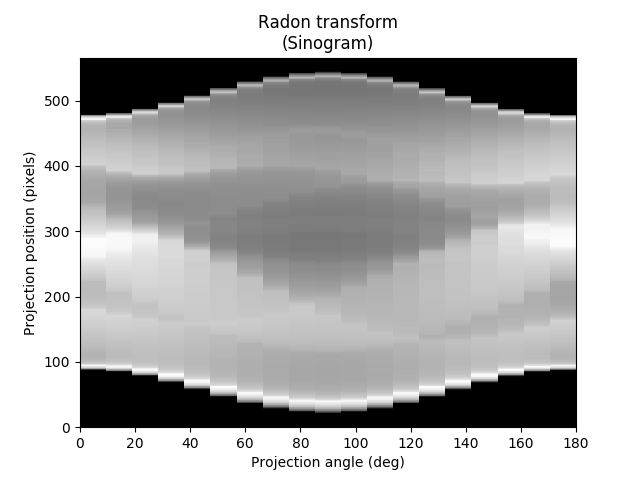 Radon transform
(Sinogram)
Projection position (pixels)
500
400
300
200
100
0
0 20 40 60 80 100 120 140 160 180
Projection angle (deg)